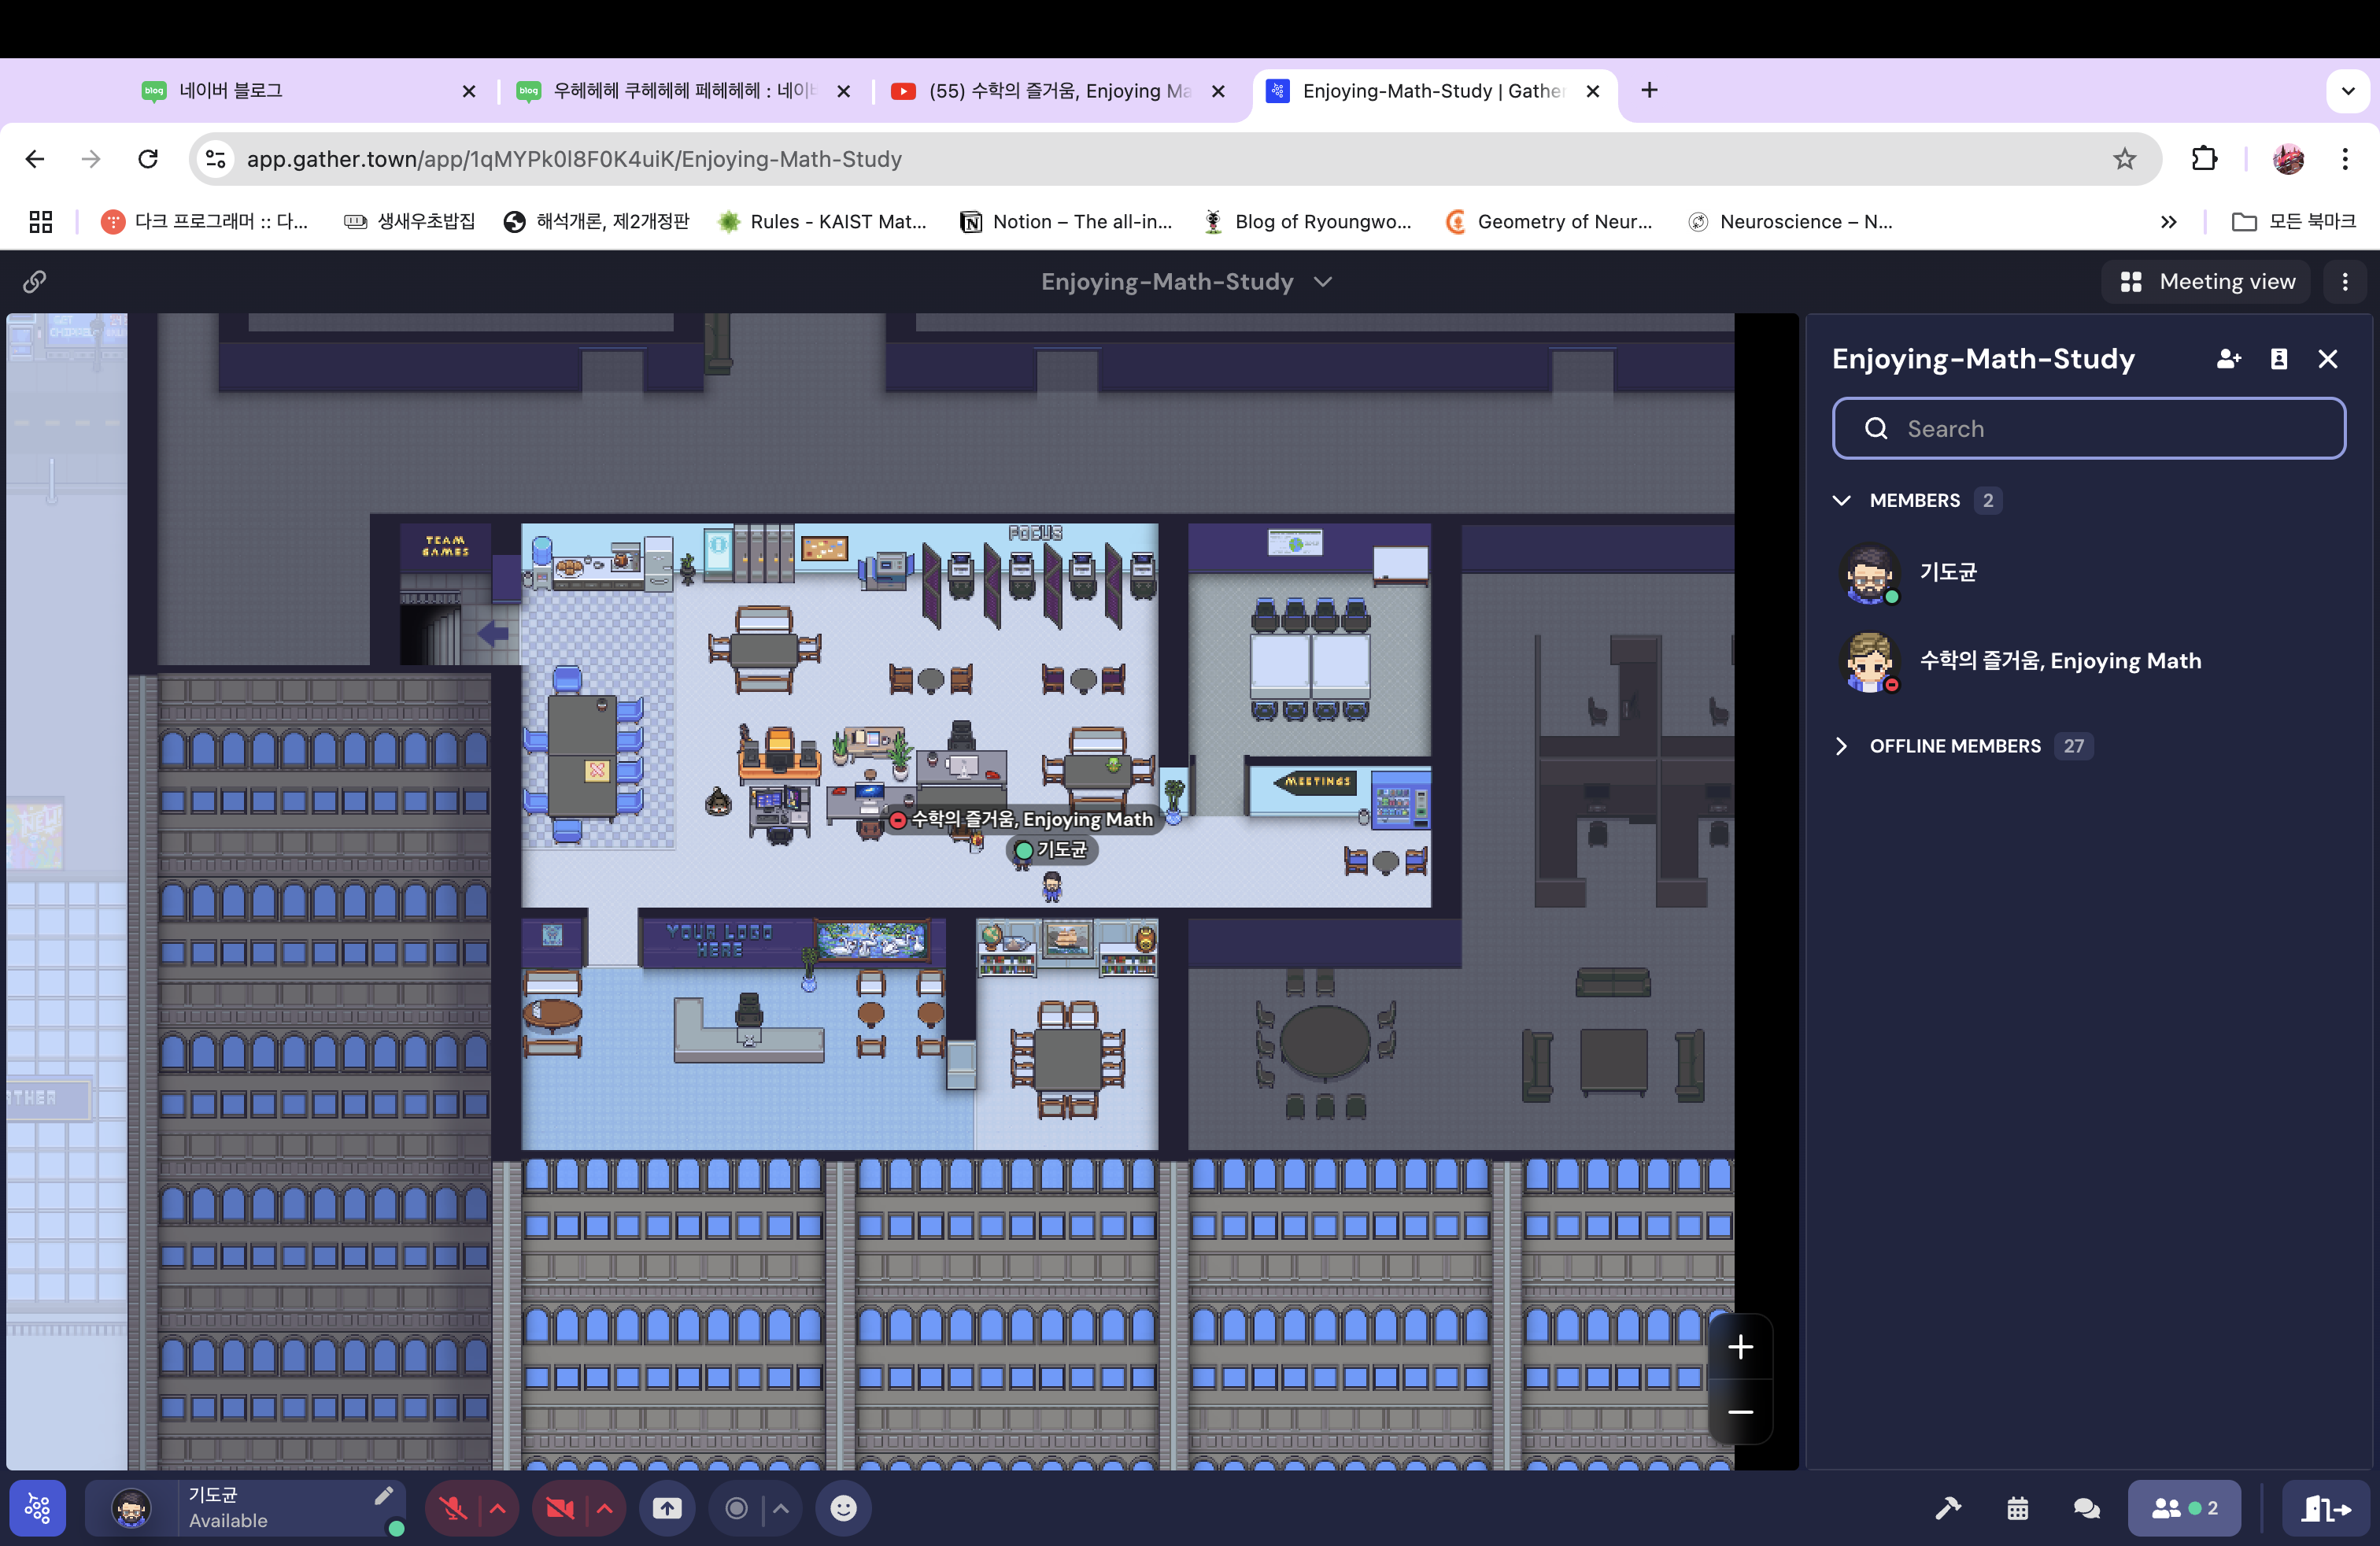 네이버 블로그
우헤헤헤 쿠헤헤헤 페헤헤헤 : 네이
(55) 수학의 즐거움, Enjoying Ma
Enjoying-Math-Study | Gather
app.gather.town/app/1qMYPk0I8F0K4uiK/Enjoying-Math-Study
다크 프로그래머 :: 다...
생새우초밥집
해석개론, 제2개정판
Rules - KAIST Mat...
Notion – The all-in...
Blog of Ryoungwo...
Geometry of Neur...
Neuroscience – N...
모든 북마크
Enjoying-Math-Study
Meeting view
Enjoying-Math-Study
Search
MEMBERS 2
기도균
수학의 즐거움, Enjoying Math
OFFLINE MEMBERS 27
TEAM
GAMES
FOCUS
MEETINGS
수학의 즐거움, Enjoying Math
기도균
YOUR LOGO
HERE
기도균
Available
2